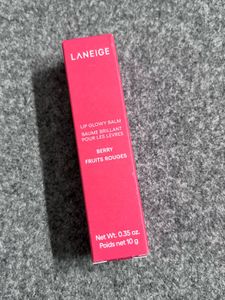 LANEIGE
LIP GLOWY BALM
BAUME BRILLANT
POUR LES LÈVRES
BERRY
FRUITS ROUGES
Net Wt. 0.35 oz.
Poids net 10 g